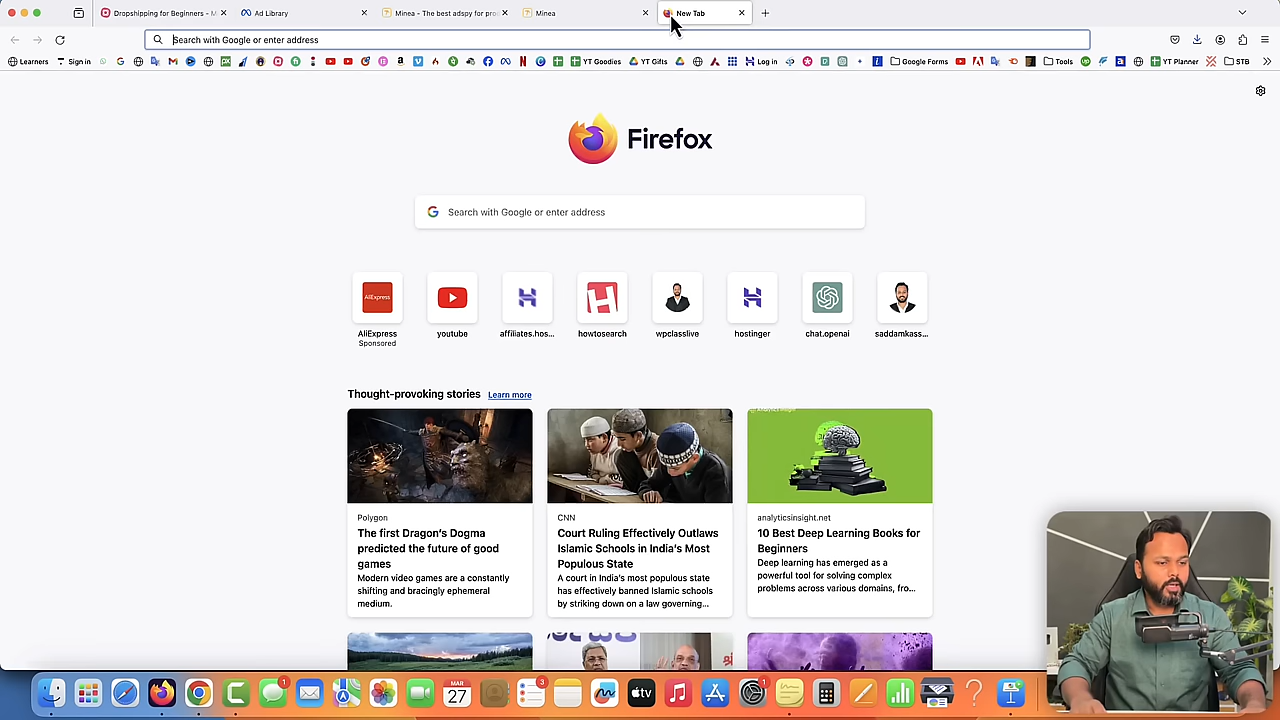 Dropshipping for Beginners - M
Ad Library
Minea - The best adspy for pro
Minea
New Tab
Search with Google or enter address
Learners
Sign in
YT Goodies
YT Gifts
Log in
Google Forms
Tools
YT Planner
STB
Firefox
Search with Google or enter address
AliExpress
AliExpress
Sponsored
youtube
affiliates.hos...
howtosearch
wpclasslive
hostinger
chat.openai
saddamkass...
Thought-provoking stories Learn more
Polygon
The first Dragon's Dogma
predicted the future of good
games
Modern video games are a constantly
shifting and bracingly ephemeral
medium.
CNN
Court Ruling Effectively Outlaws
Islamic Schools in India's Most
Populous State
A court in India's most populous state
has effectively banned Islamic schools
by striking down on a law governing...
analyticsinsight.net
10 Best Deep Learning Books for
Beginners
Deep learning has emerged as a
powerful tool for solving complex
problems across various domains, fro...
1
MAR
27
3
tv
1